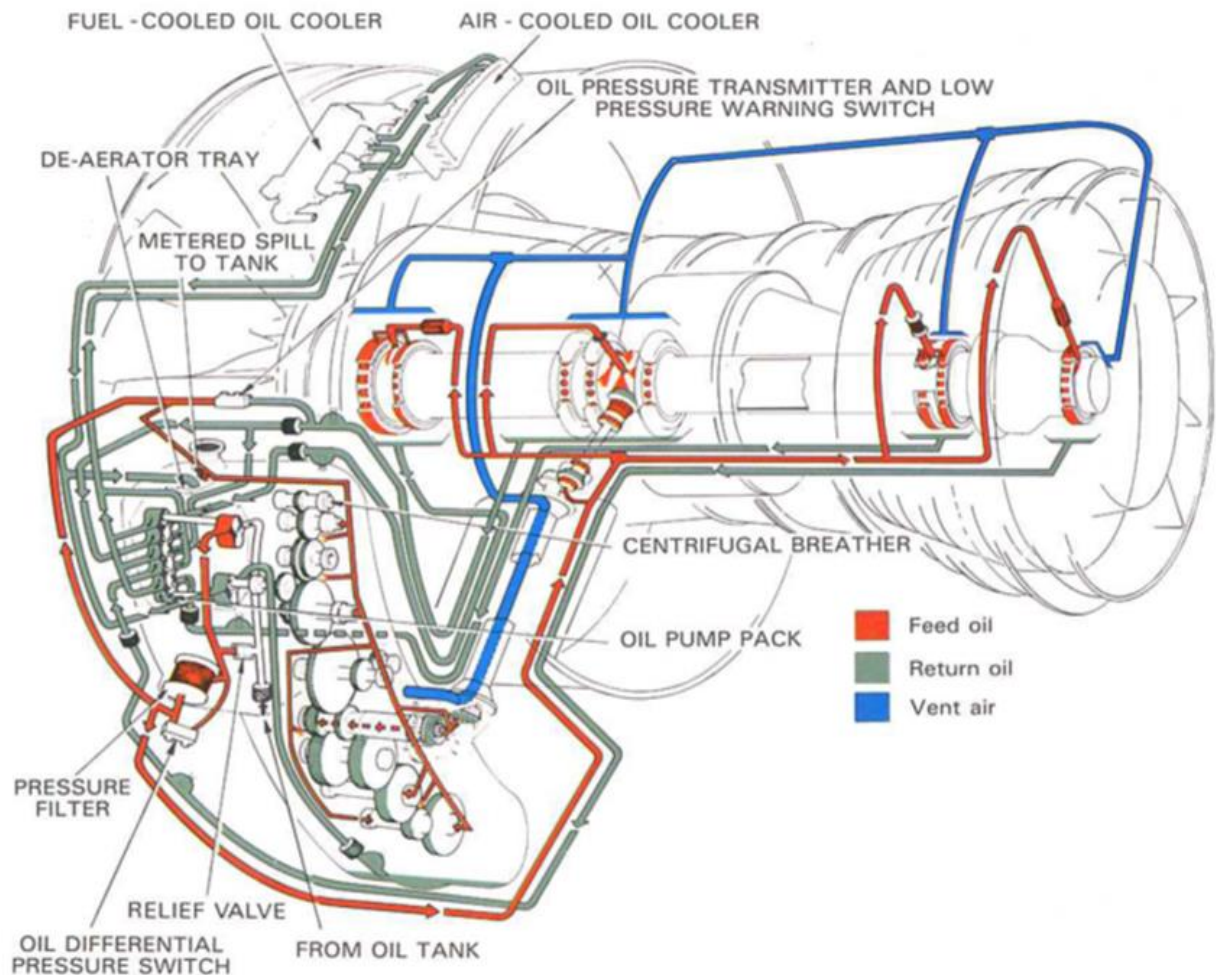 FUEL - COOLED OIL COOLER
AIR - COOLED OIL COOLER
OIL PRESSURE TRANSMITTER AND LOW
PRESSURE WARNING SWITCH
DE-AERATOR TRAY
METERED SPILL
TO TANK
CENTRIFUGAL BREATHER
OIL PUMP PACK
Feed oil
Return oil
Vent air
PRESSURE
FILTER
RELIEF VALVE
OIL DIFFERENTIAL
PRESSURE SWITCH
FROM OIL TANK